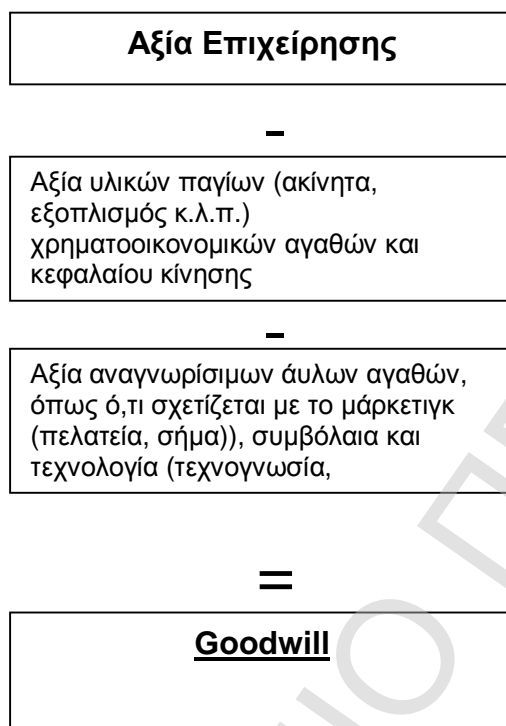 Αξία Επιχείρησης
-
Αξία υλικών παγίων (ακίνητα,
εξοπλισμός κ.λ.π.)
χρηματοοικονομικών αγαθών και
κεφαλαίου κίνησης
-
Αξία αναγνωρίσιμων άυλων αγαθών,
όπως ό,τι σχετίζεται με το μάρκετιγκ
(πελατεία, σήμα)), συμβόλαια και
τεχνολογία (τεχνογνωσία,
=
Goodwill